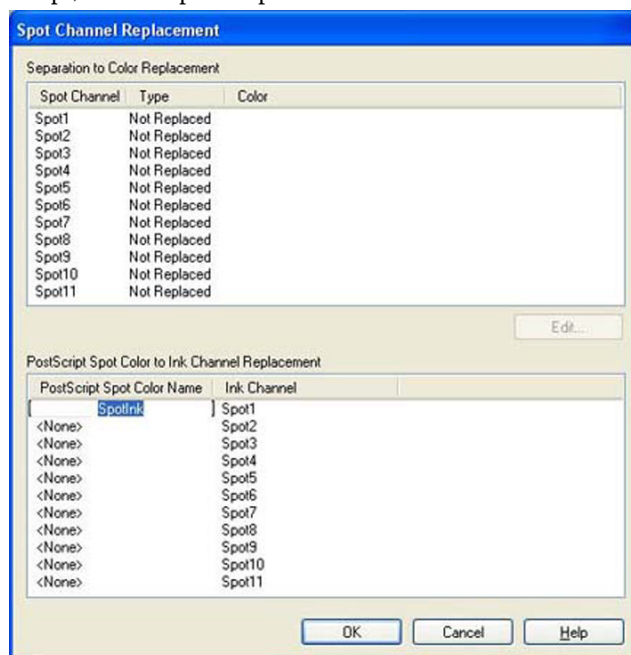 Spot Channel Replacement
Separation to Color Replacement
Spot Channel Type Color
Spot1 Not Replaced
Spot2 Not Replaced
Spot3 Not Replaced
Spot4 Not Replaced
Spot5 Not Replaced
Spot6 Not Replaced
Spot7 Not Replaced
Spot8 Not Replaced
Spot9 Not Replaced
Spot10 Not Replaced
Spot11 Not Replaced
Edit...
PostScript Spot Color to Ink Channel Replacement
PostScript Spot Color Name Ink Channel
[ SpotInk ] Spot1
<None> Spot2
<None> Spot3
<None> Spot4
<None> Spot5
<None> Spot6
<None> Spot7
<None> Spot8
<None> Spot9
<None> Spot10
<None> Spot11
OK Cancel Help